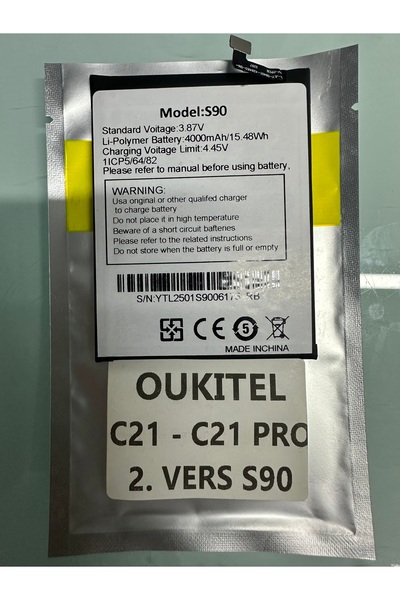 Model:S90
Standard Voltage:3.87V
Li-Polymer Battery:4000mAh/15.48Wh
Charging Voltage Limit:4.45V
1ICP5/64/82
Please refer to manual before using battery.
WARNING:
Use original or other qualifed charger
to charge battery
Do not place it in high temperature
Beware of a short circuit batteries
Please refer to the related instructions
Do not store when the battery is full or empty
MADE INCHINA
OUKITEL
C21 - C21 PRO
2. VERS S90